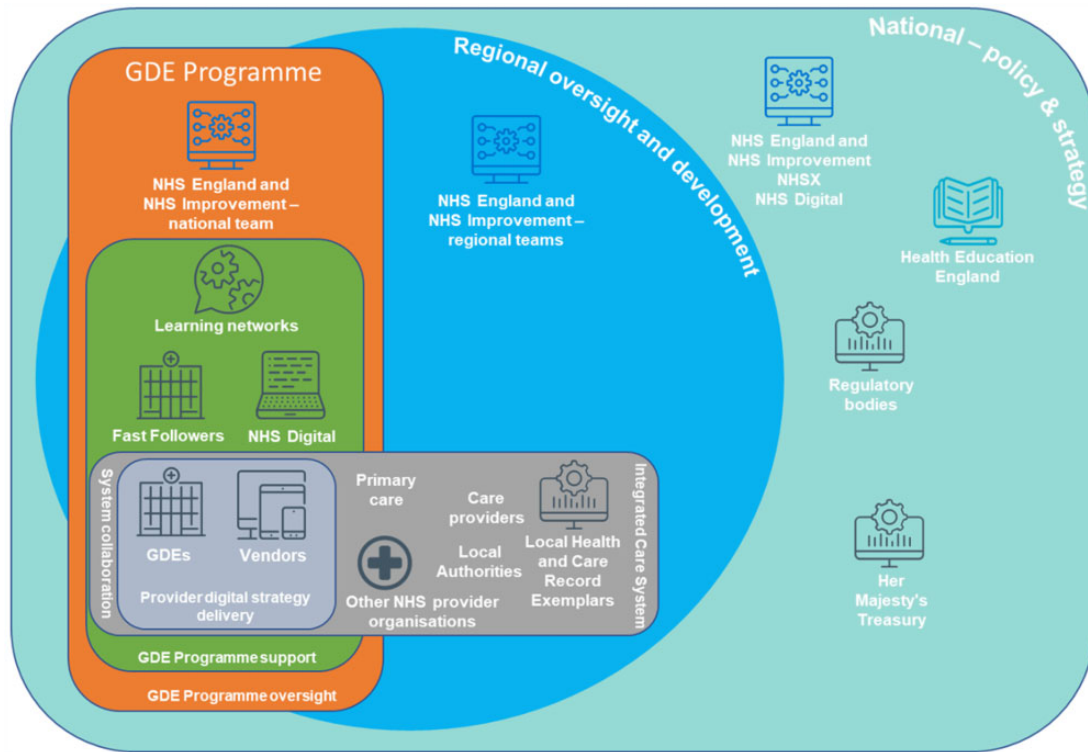 GDE Programme
NHS England and
NHS Improvement –
national team
Learning networks
Fast Followers
NHS Digital
System collaboration
GDEs
Vendors
Provider digital strategy
delivery
GDE Programme support
GDE Programme oversight
Regional oversight and development
NHS England and
NHS Improvement –
regional teams
Primary
care
Care
providers
Local
Authorities
Other NHS provider
organisations
Local Health
and Care
Record
Exemplars
Integrated Care System
National – policy & strategy
NHS England and
NHS Improvement
NHSX
NHS Digital
Health Education
England
Regulatory
bodies
Her
Majesty's
Treasury